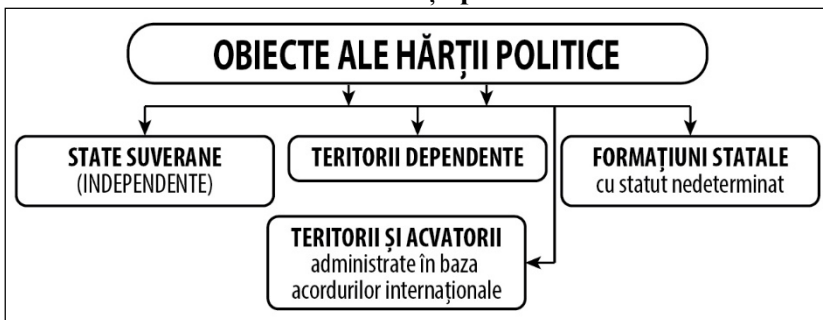 OBIECTE ALE HĂRȚII POLITICE
STATE SUVERANE
(INDEPENDENTE)
TERITORII DEPENDENTE
FORMAȚIUNI STATALE
cu statut nedeterminat
TERITORII ȘI ACVATORII
administrate în baza
acordurilor internaționale